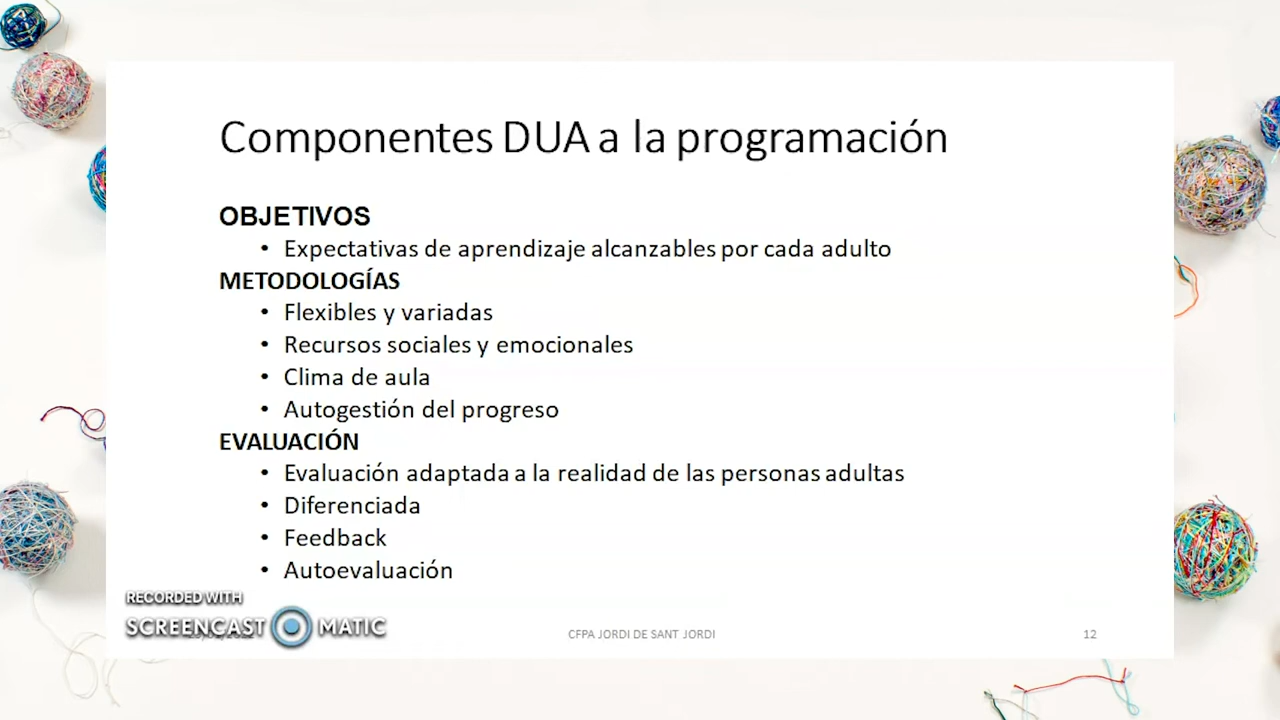 Componentes DUA a la programación
OBJETIVOS
• Expectativas de aprendizaje alcanzables por cada adulto
METODOLOGÍAS
• Flexibles y variadas
• Recursos sociales y emocionales
• Clima de aula
• Autogestión del progreso
EVALUACIÓN
• Evaluación adaptada a la realidad de las personas adultas
• Diferenciada
• Feedback
• Autoevaluación
RECORDED WITH
SCREENCAST MATIC
CFPA JORDI DE SANT JORDI
12